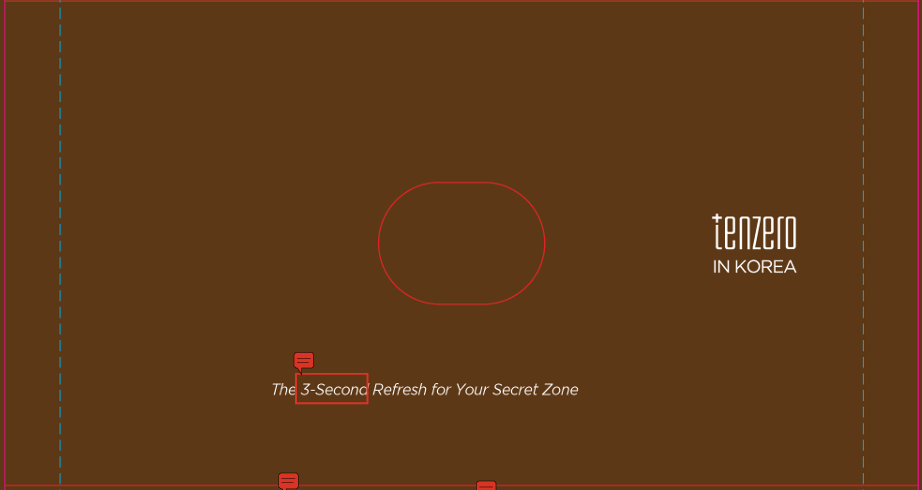 tenzero
IN KOREA
The 3-Second Refresh for Your Secret Zone